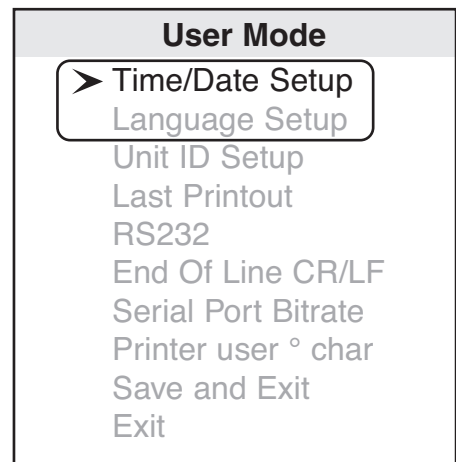 User Mode
➤ Time/Date Setup
Language Setup
Unit ID Setup
Last Printout
RS232
End Of Line CR/LF
Serial Port Bitrate
Printer user ° char
Save and Exit
Exit